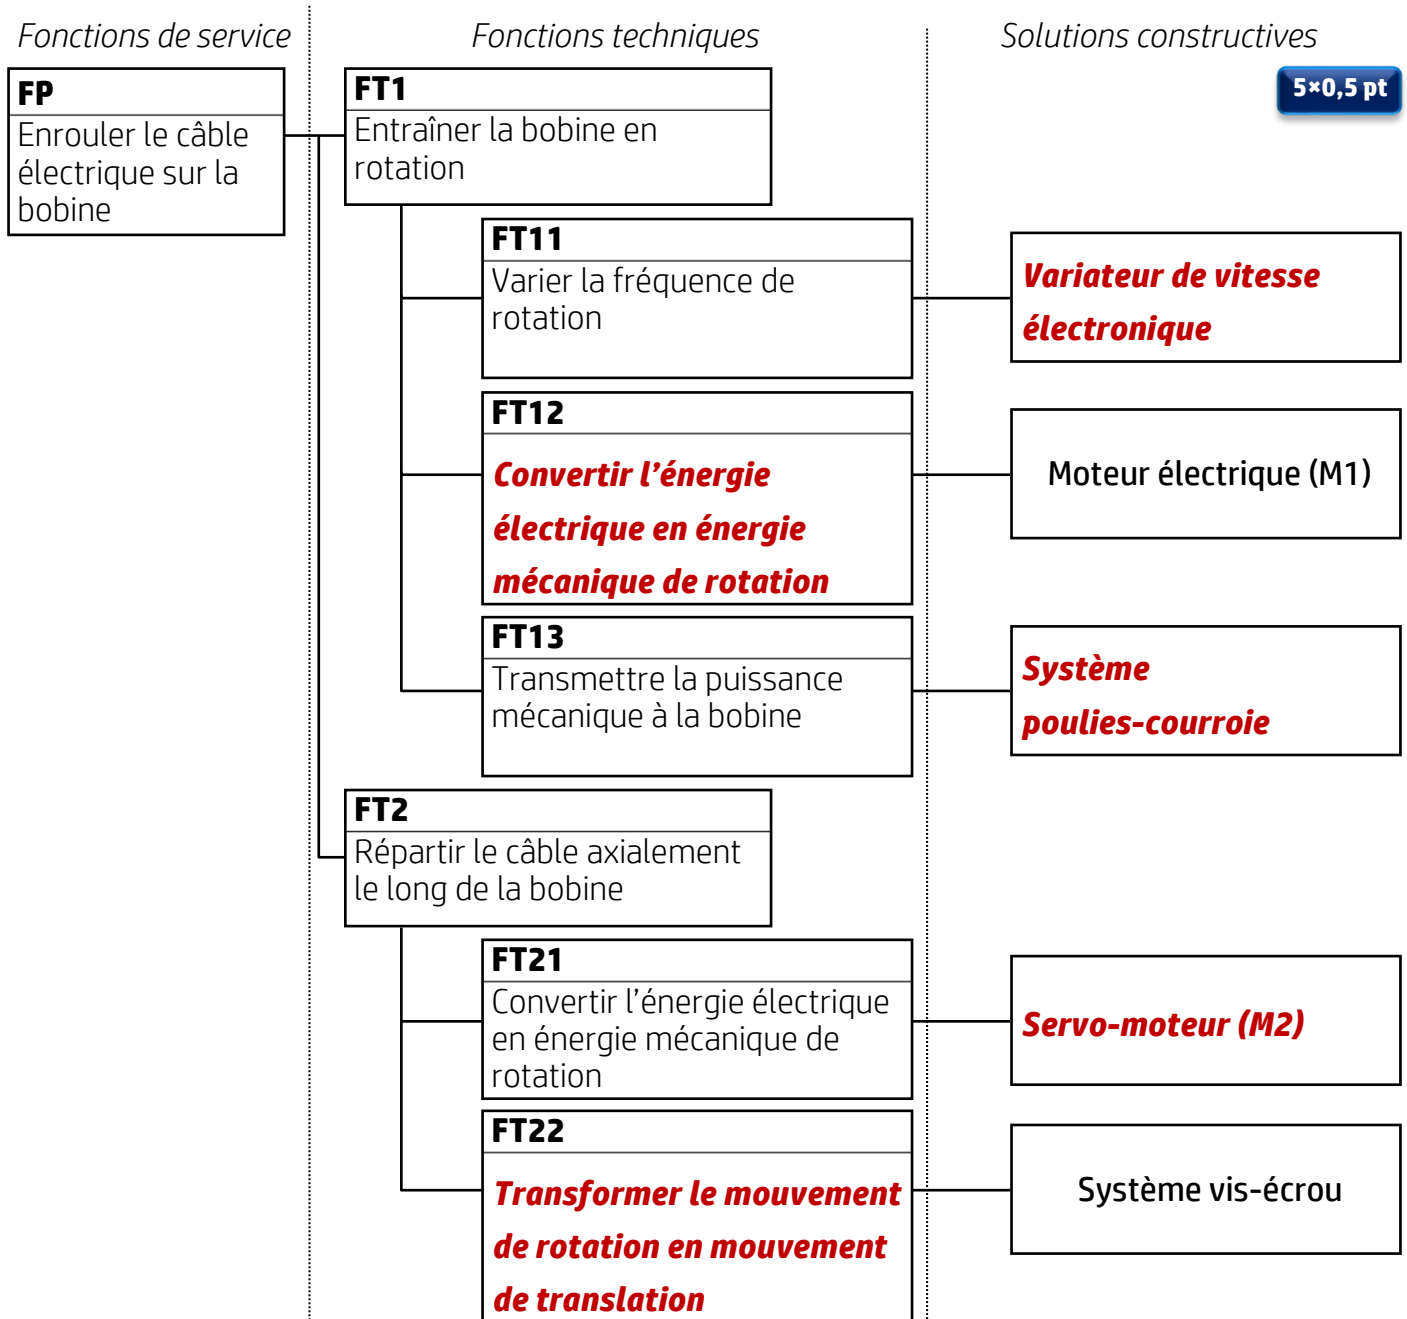 Fonctions de service
Fonctions techniques
Solutions constructives
5×0,5 pt
FP
Enrouler le câble
électrique sur la
bobine
FT1
Entraîner la bobine en
rotation
FT11
Varier la fréquence de
rotation
Variateur de vitesse
électronique
FT12
Convertir l’énergie
électrique en énergie
mécanique de rotation
Moteur électrique (M1)
FT13
Transmettre la puissance
mécanique à la bobine
Système
poulies-courroie
FT2
Répartir le câble axialement
le long de la bobine
FT21
Convertir l’énergie électrique
en énergie mécanique de
rotation
Servo-moteur (M2)
FT22
Transformer le mouvement
de rotation en mouvement
de translation
Système vis-écrou